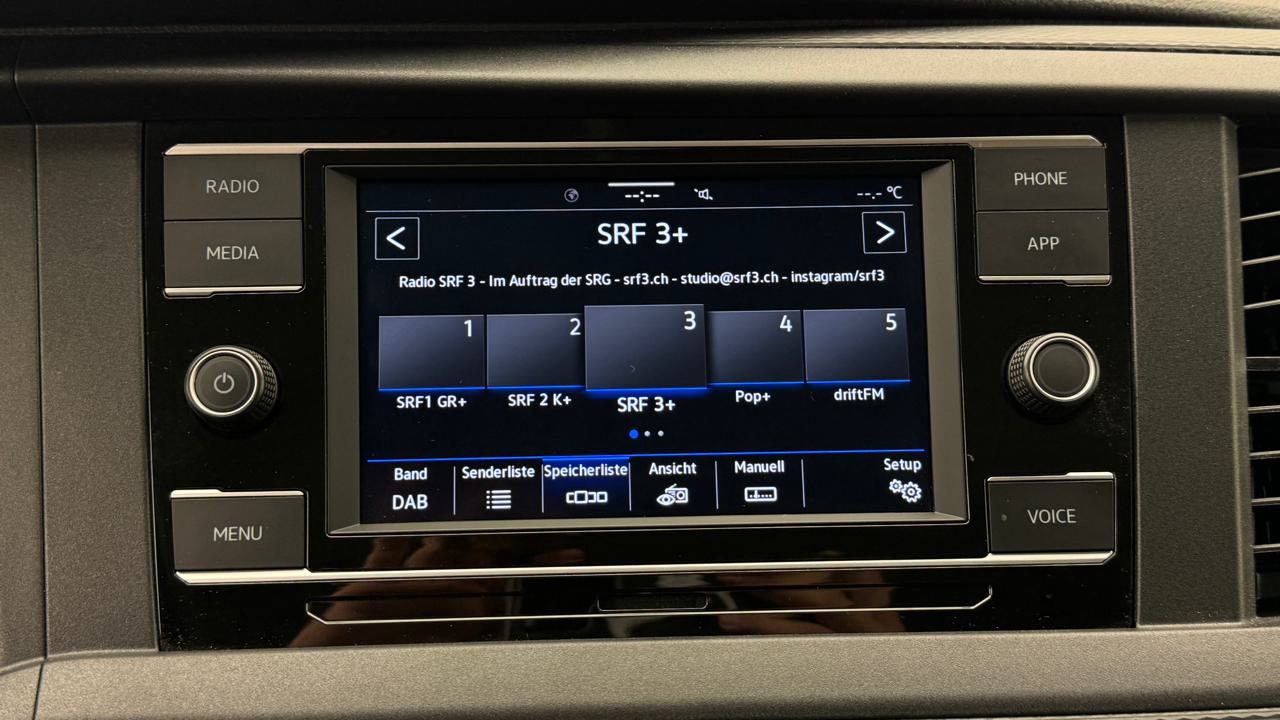 RADIO
MEDIA
MENU
PHONE
APP
VOICE
--:--
--.- °C
<
SRF 3+
>
Radio SRF 3 - Im Auftrag der SRG - srf3.ch - studio@srf3.ch - instagram/srf3
1
2
3
4
5
SRF1 GR+
SRF 2 K+
SRF 3+
Pop+
driftFM
Band
DAB
Senderliste
Speicherliste
Ansicht
Manuell
Setup